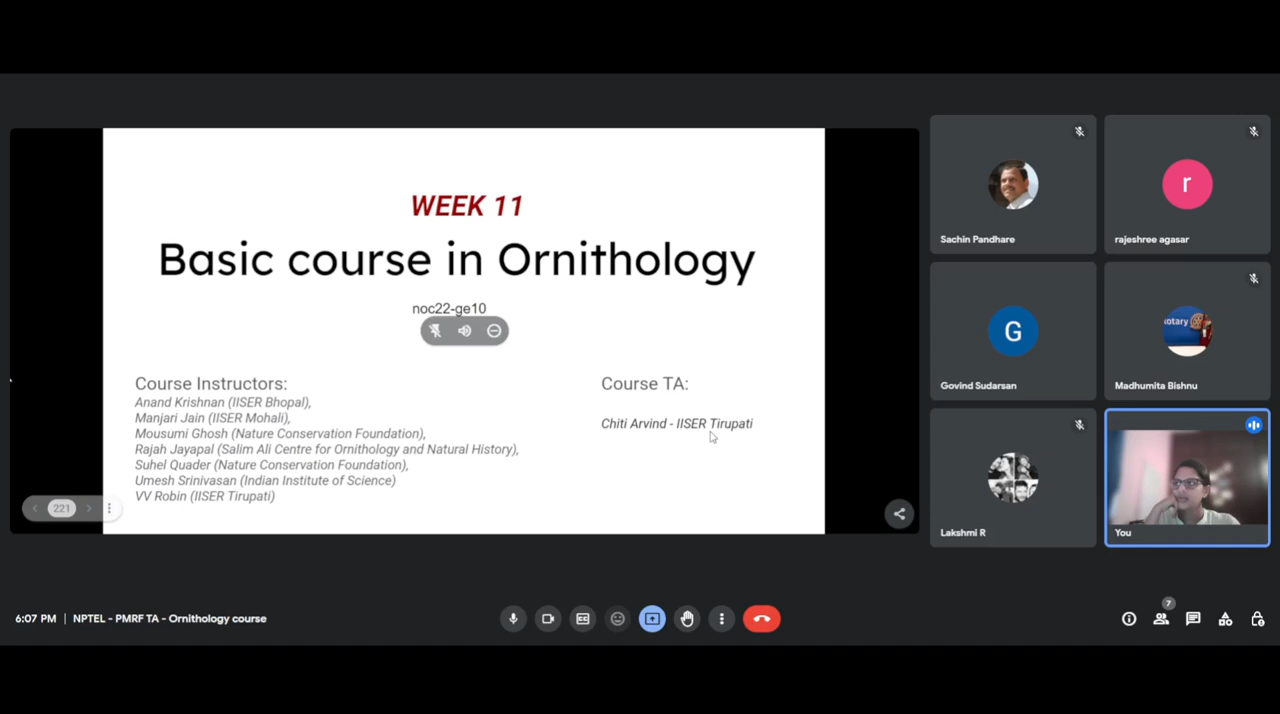 WEEK 11
Basic course in Ornithology
noc22-ge10
Course Instructors:
Anand Krishnan (IISER Bhopal),
Manjari Jain (IISER Mohali),
Mousumi Ghosh (Nature Conservation Foundation),
Rajah Jayapal (Salim Ali Centre for Ornithology and Natural History),
Suhel Quader (Nature Conservation Foundation),
Umesh Srinivasan (Indian Institute of Science)
VV Robin (IISER Tirupati)
Course TA:
Chiti Arvind - IISER Tirupati
221
Sachin Pandhare
r
rajeshree agasar
G
Govind Sudarsan
otary
Madhumita Bishnu
Lakshmi R
You
6:07 PM | NPTEL - PMRF TA - Ornithology course
7